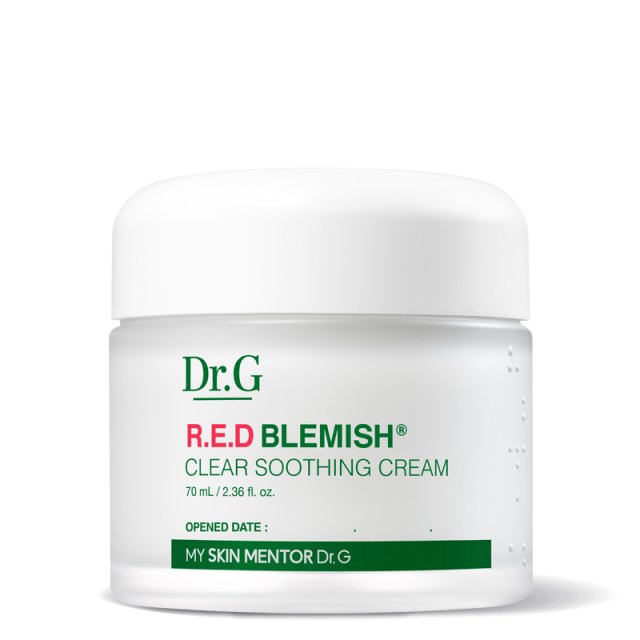 Dr.G
R.E.D BLEMISH®
CLEAR SOOTHING CREAM
70 mL / 2.36 fl. oz.
OPENED DATE : . .
MY SKIN MENTOR Dr.G